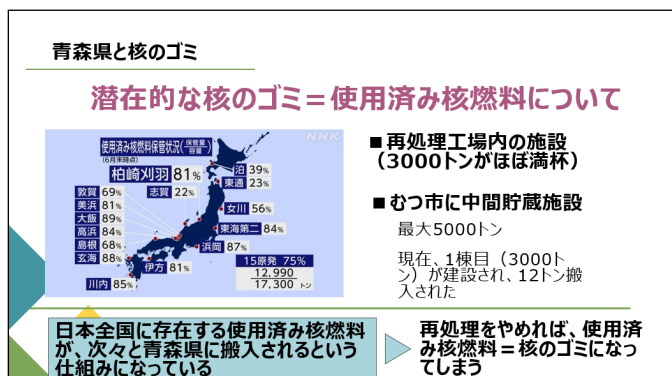 青森県と核のゴミ
潜在的な核のゴミ＝使用済み核燃料について
NHK
使用済み核燃料保管状況(保管量/容量)
(6月末時点)
柏崎刈羽 81%
泊 39%
東通 23%
敦賀 69%
志賀 22%
美浜 81%
女川 56%
大飯 89%
高浜 84%
東海第二 84%
島根 68%
浜岡 87%
玄海 88%
伊方 81%
川内 85%
15原発 75%
12,990
17,300 トン
■再処理工場内の施設
（3000トンがほぼ満杯）
■むつ市に中間貯蔵施設
最大5000トン
現在、1棟目（3000ト
ン）が建設され、12トン搬
入された
日本全国に存在する使用済み核燃料
が、次々と青森県に搬入されるという
仕組みになっている
再処理をやめれば、使用済
み核燃料＝核のゴミになっ
てしまう